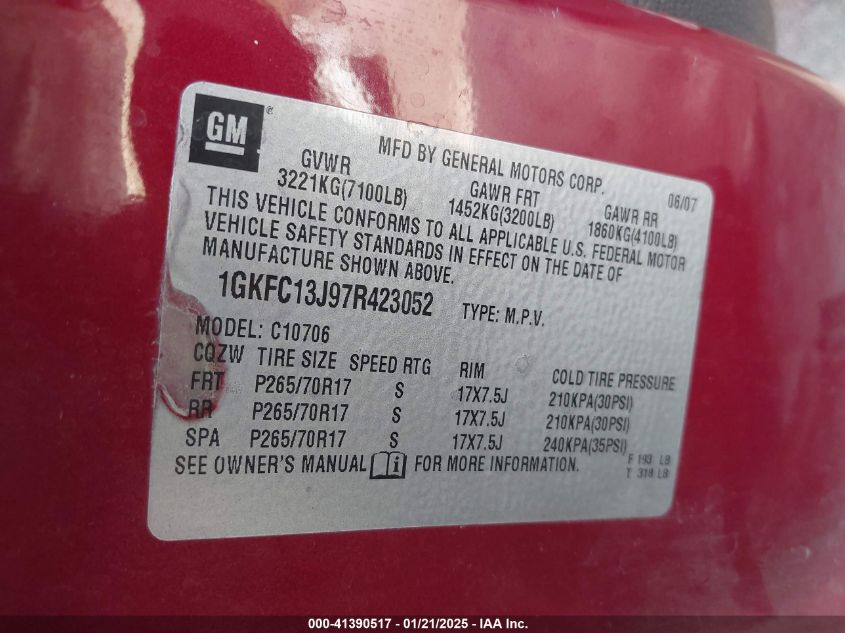 GM ®
MFD BY GENERAL MOTORS CORP. 06/07
GVWR GAWR FRT GAWR RR
3221KG(7100LB) 1452KG(3200LB) 1860KG(4100LB)
THIS VEHICLE CONFORMS TO ALL APPLICABLE U.S. FEDERAL MOTOR
VEHICLE SAFETY STANDARDS IN EFFECT ON THE DATE OF
MANUFACTURE SHOWN ABOVE.
1GKFC13J97R423052 TYPE: M.P.V.
MODEL: C10706
CQZW TIRE SIZE SPEED RTG RIM COLD TIRE PRESSURE
FRT P265/70R17 S 17X7.5J 210KPA(30PSI)
RR P265/70R17 S 17X7.5J 210KPA(30PSI)
SPA P265/70R17 S 17X7.5J 240KPA(35PSI)
SEE OWNER'S MANUAL i FOR MORE INFORMATION. F 193 LB
T 318 LB
000-41390517 - 01/21/2025 - IAA Inc.